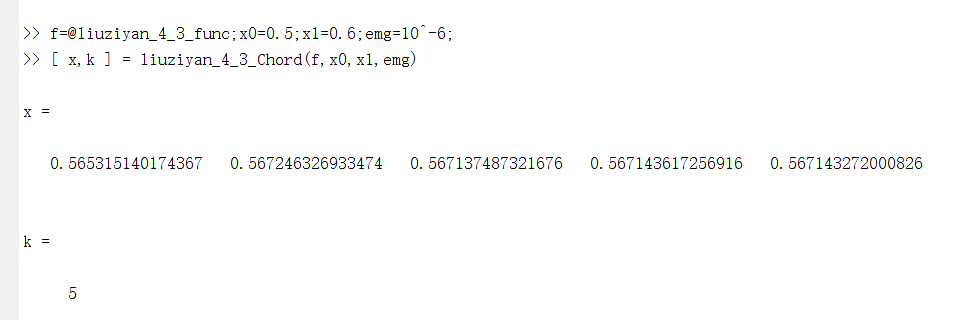 >> f=@liuziyan_4_3_func;x0=0.5;x1=0.6;emg=10^-6;
>> [ x,k ] = liuziyan_4_3_Chord(f,x0,x1,emg)
x =
0.565315140174367 0.567246326933474 0.567137487321676 0.567143617256916 0.567143272000826
k =
5